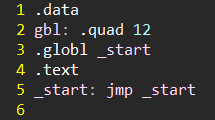 1 .data
2 gbl: .quad 12
3 .globl _start
4 .text
5 _start: jmp _start
6